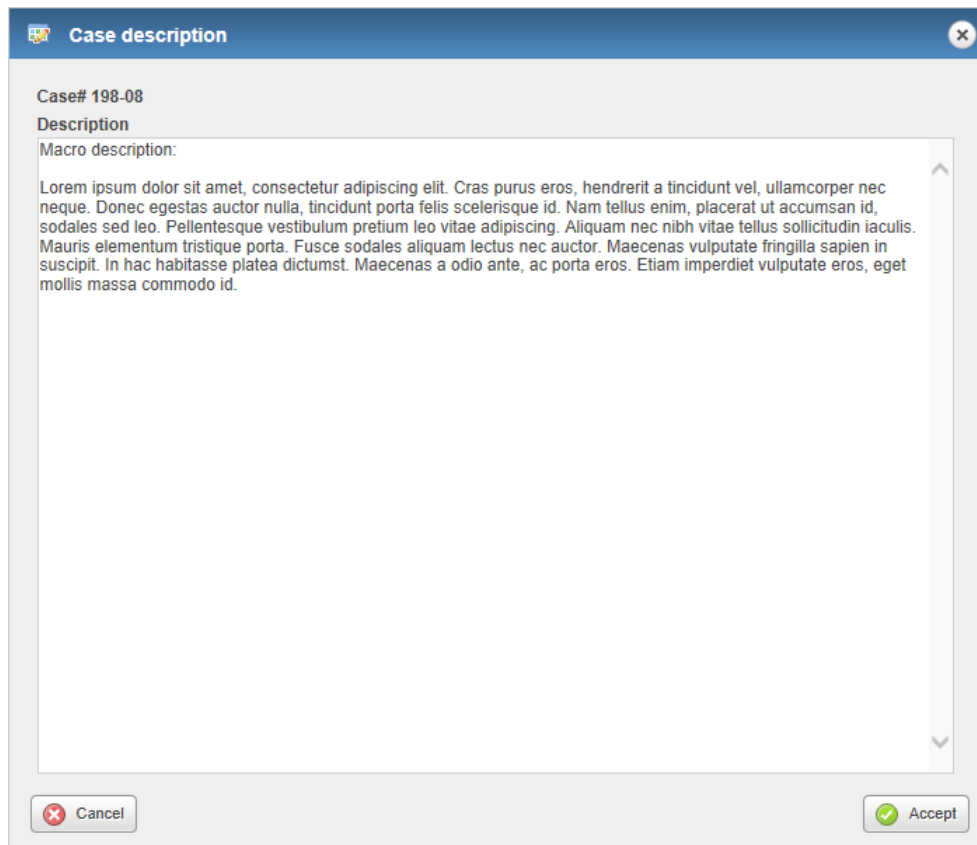 Case description
Case# 198-08
Description
Macro description:
Lorem ipsum dolor sit amet, consectetur adipiscing elit. Cras purus eros, hendrerit a tincidunt vel, ullamcorper nec
neque. Donec egestas auctor nulla, tincidunt porta felis scelerisque id. Nam tellus enim, placerat ut accumsan id,
sodales sed leo. Pellentesque vestibulum pretium leo vitae adipiscing. Aliquam nec nibh vitae tellus sollicitudin iaculis.
Mauris elementum tristique porta. Fusce sodales aliquam lectus nec auctor. Maecenas vulputate fringilla sapien in
suscipit. In hac habitasse platea dictumst. Maecenas a odio ante, ac porta eros. Etiam imperdiet vulputate eros, eget
mollis massa commodo id.
Cancel
Accept